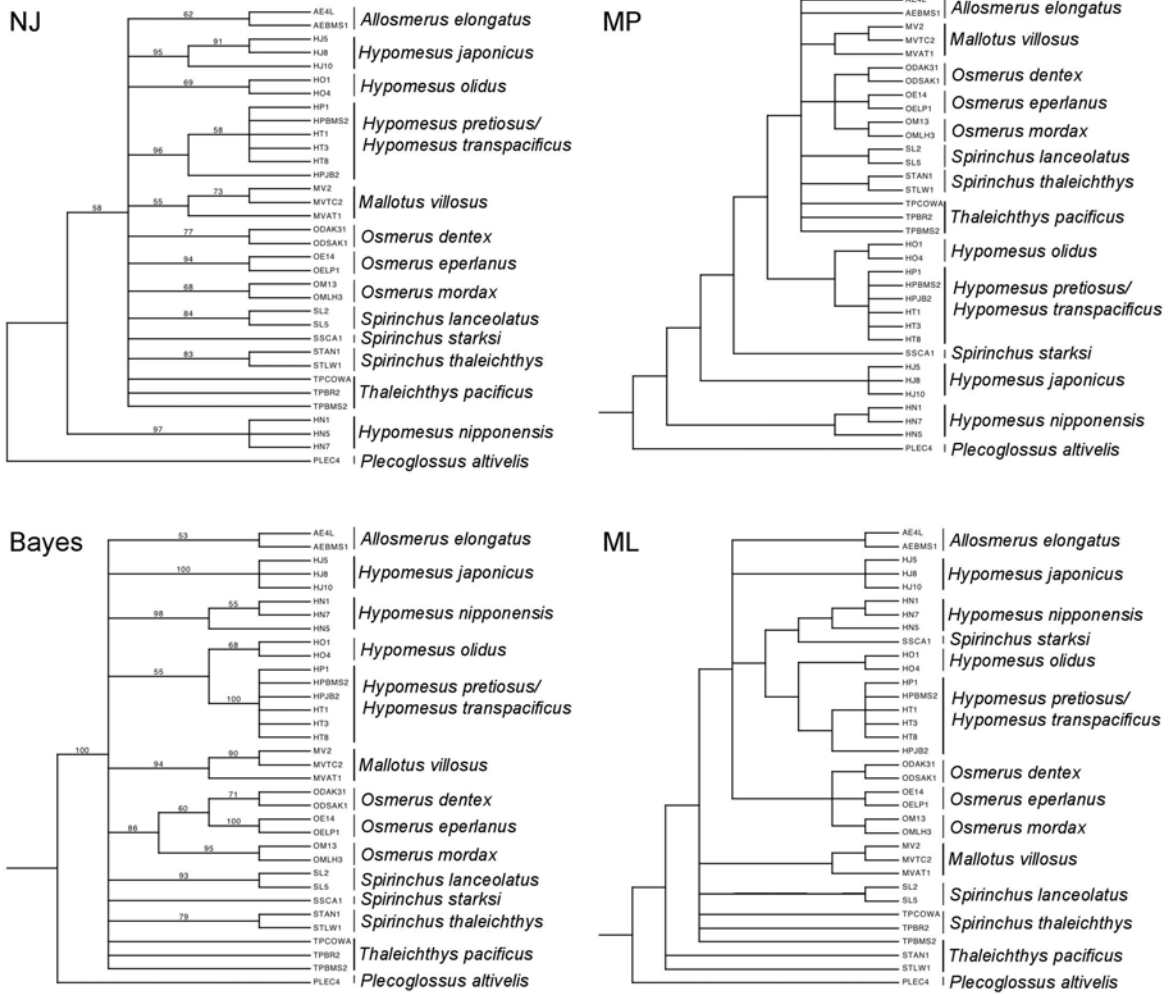 NJ
62
AE4L
AEBMS1
Allosmerus elongatus
95
91
HJ5
HJ8
HJ10
Hypomesus japonicus
69
HO1
HO4
Hypomesus olidus
96
58
HP1
HPBMS2
HT1
HT3
HT8
HPJB2
Hypomesus pretiosus/
Hypomesus transpacificus
58
55
73
MV2
MVTC2
MVAT1
Mallotus villosus
77
ODAK31
ODSAK1
Osmerus dentex
94
OE14
OELP1
Osmerus eperlanus
68
OM13
OMLH3
Osmerus mordax
84
SL2
SL5
Spirinchus lanceolatus
SSCA1
Spirinchus starksi
83
STAN1
STLW1
Spirinchus thaleichthys
TPCOWA
TPBR2
TPBMS2
Thaleichthys pacificus
97
HN1
HN5
HN7
Hypomesus nipponensis
PLEC4
Plecoglossus altivelis
MP
AE4L
AEBMS1
Allosmerus elongatus
MV2
MVTC2
MVAT1
Mallotus villosus
ODAK31
ODSAK1
Osmerus dentex
OE14
OELP1
Osmerus eperlanus
OM13
OMLH3
Osmerus mordax
SL2
SL5
Spirinchus lanceolatus
STAN1
STLW1
Spirinchus thaleichthys
TPCOWA
TPBR2
TPBMS2
Thaleichthys pacificus
HO1
HO4
Hypomesus olidus
HP1
HPBMS2
HPJB2
HT1
HT3
HT8
Hypomesus pretiosus/
Hypomesus transpacificus
SSCA1
Spirinchus starksi
HJ5
HJ8
HJ10
Hypomesus japonicus
HN1
HN7
HN5
Hypomesus nipponensis
PLEC4
Plecoglossus altivelis
Bayes
53
AE4L
AEBMS1
Allosmerus elongatus
100
HJ5
HJ8
HJ10
Hypomesus japonicus
98
55
HN1
HN7
HN5
Hypomesus nipponensis
55
68
HO1
HO4
Hypomesus olidus
100
HP1
HPBMS2
HPJB2
HT1
HT3
HT8
Hypomesus pretiosus/
Hypomesus transpacificus
100
94
90
MV2
MVTC2
MVAT1
Mallotus villosus
86
60
71
ODAK31
ODSAK1
Osmerus dentex
100
OE14
OELP1
Osmerus eperlanus
95
OM13
OMLH3
Osmerus mordax
93
SL2
SL5
Spirinchus lanceolatus
SSCA1
Spirinchus starksi
79
STAN1
STLW1
Spirinchus thaleichthys
TPCOWA
TPBR2
TPBMS2
Thaleichthys pacificus
PLEC4
Plecoglossus altivelis
ML
AE4L
AEBMS1
Allosmerus elongatus
HJ5
HJ8
HJ10
Hypomesus japonicus
HN1
HN7
HN5
Hypomesus nipponensis
SSCA1
Spirinchus starksi
HO1
HO4
Hypomesus olidus
HP1
HPBMS2
HT1
HT3
HT8
HPJB2
Hypomesus pretiosus/
Hypomesus transpacificus
ODAK31
ODSAK1
Osmerus dentex
OE14
OELP1
Osmerus eperlanus
OM13
OMLH3
Osmerus mordax
MV2
MVTC2
MVAT1
Mallotus villosus
SL2
SL5
Spirinchus lanceolatus
TPCOWA
TPBR2
Spirinchus thaleichthys
TPBMS2
STAN1
STLW1
Thaleichthys pacificus
PLEC4
Plecoglossus altivelis